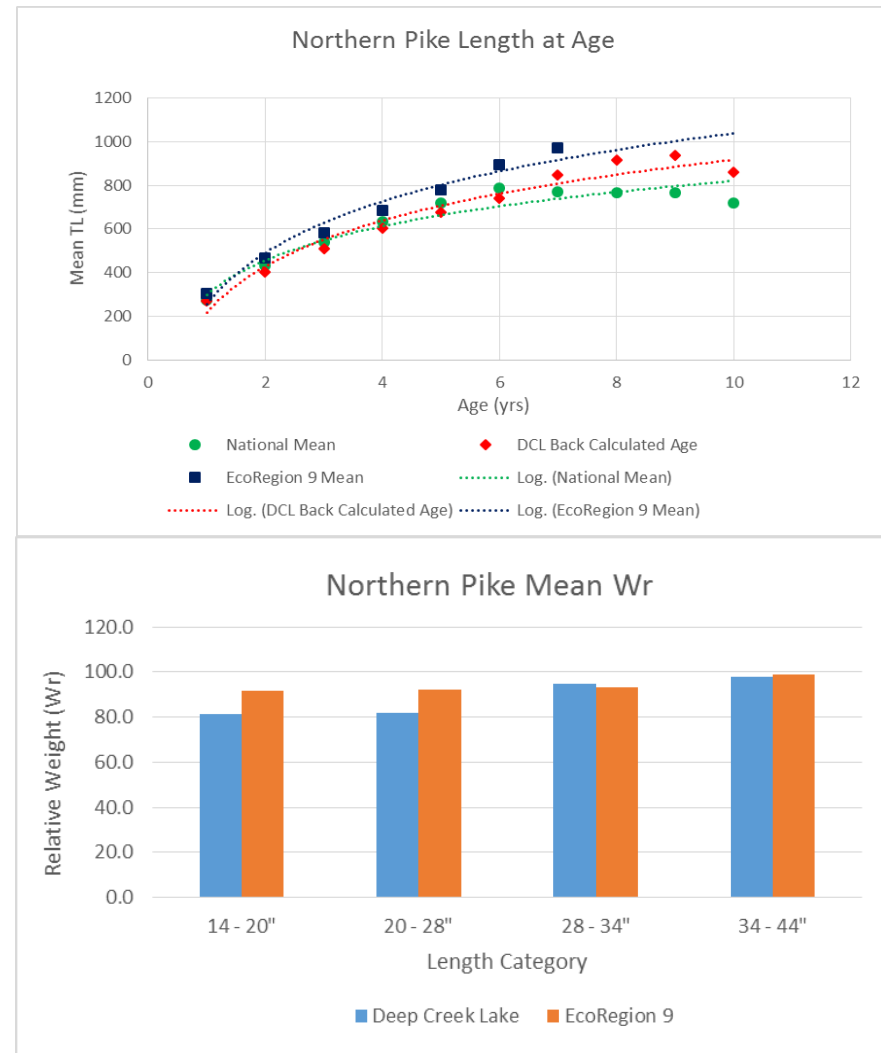 Northern Pike Length at Age
1200
1000
800
600
400
200
0
Mean TL (mm)
0 2 4 6 8 10 12
Age (yrs)
National Mean DCL Back Calculated Age
EcoRegion 9 Mean Log. (National Mean)
Log. (DCL Back Calculated Age) Log. (EcoRegion 9 Mean)
Northern Pike Mean Wr
120.0
100.0
80.0
60.0
40.0
20.0
0.0
Relative Weight (Wr)
14 - 20" 20 - 28" 28 - 34" 34 - 44"
Length Category
Deep Creek Lake EcoRegion 9